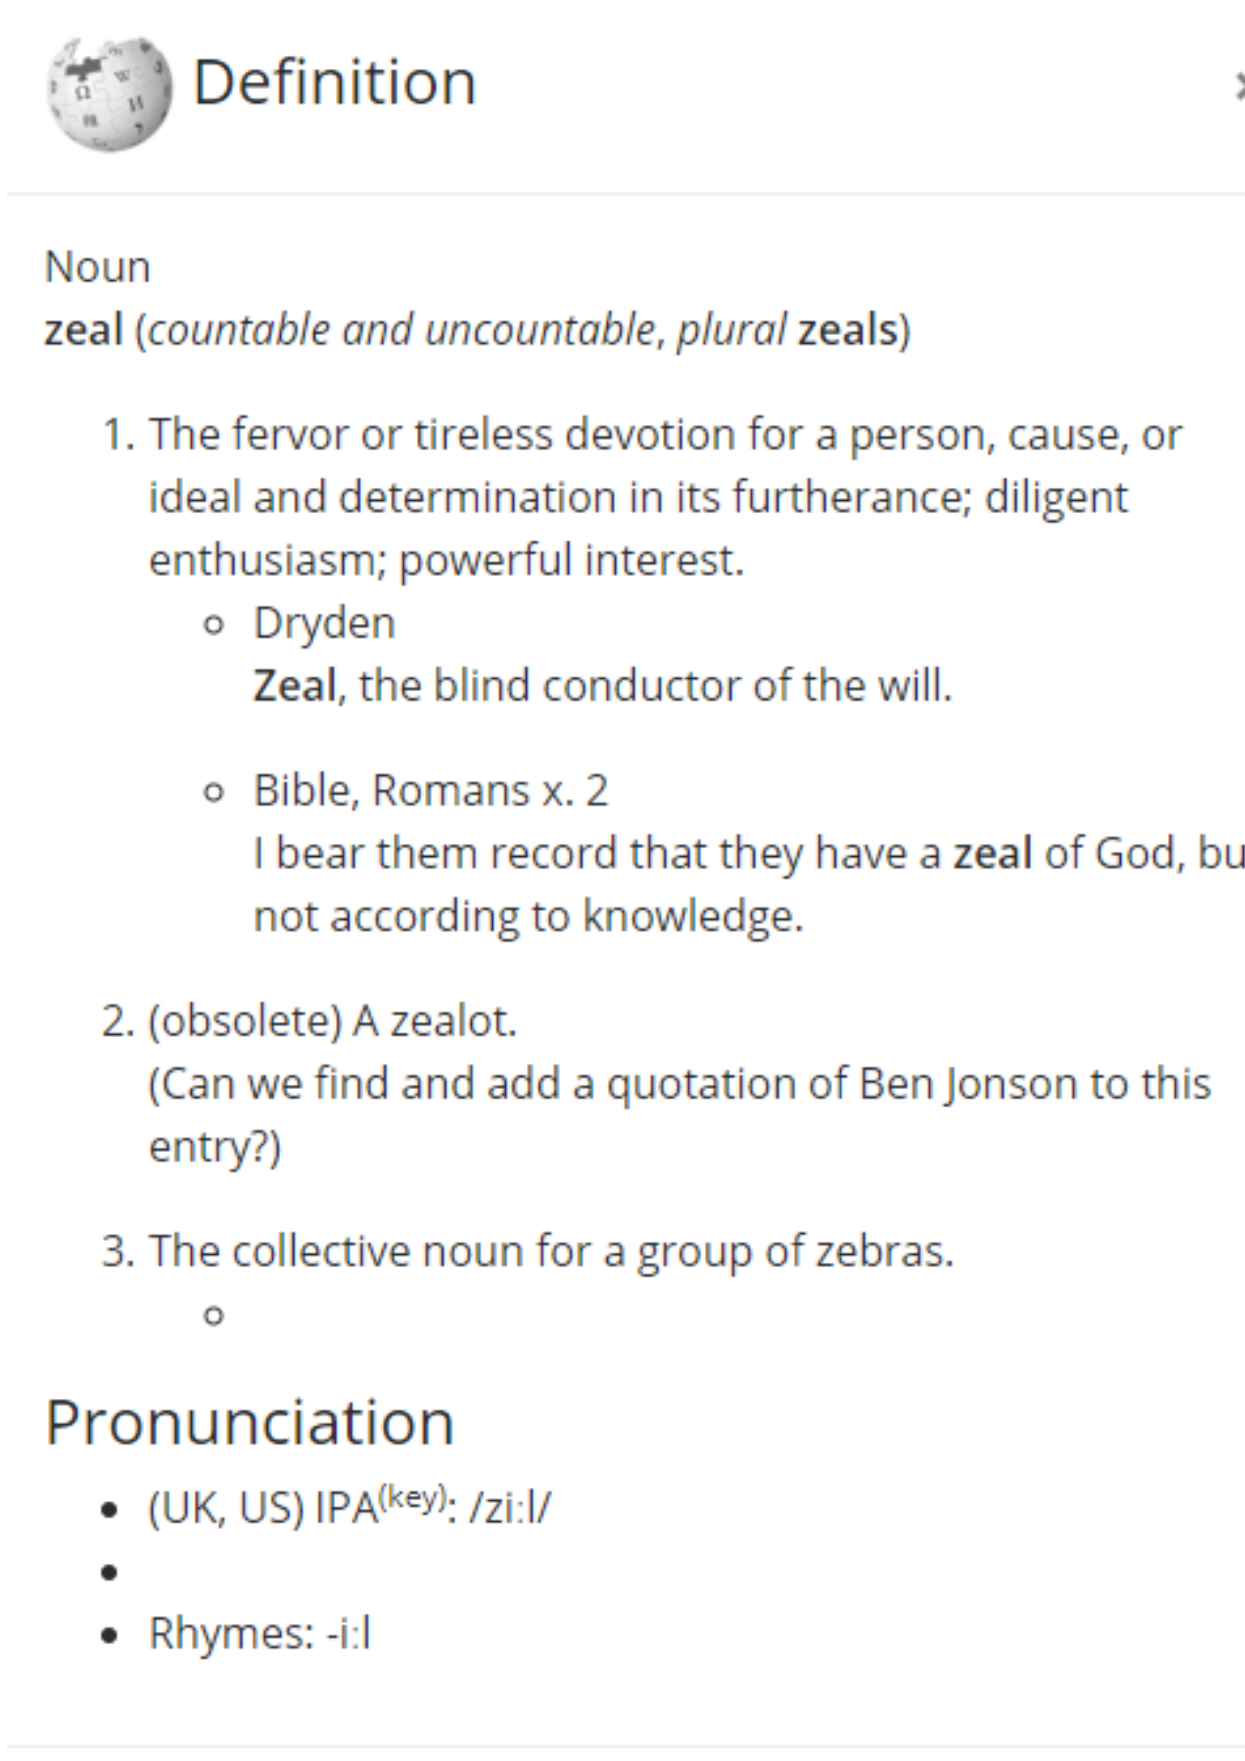 Definition
Noun
zeal (countable and uncountable, plural zeals)
1. The fervor or tireless devotion for a person, cause, or
ideal and determination in its furtherance; diligent
enthusiasm; powerful interest.
Dryden
Zeal, the blind conductor of the will.
Bible, Romans x. 2
I bear them record that they have a zeal of God, bu
not according to knowledge.
2. (obsolete) A zealot.
(Can we find and add a quotation of Ben Jonson to this
entry?)
3. The collective noun for a group of zebras.
Pronunciation
(UK, US) IPA(key): /ziːl/
Rhymes: -iːl